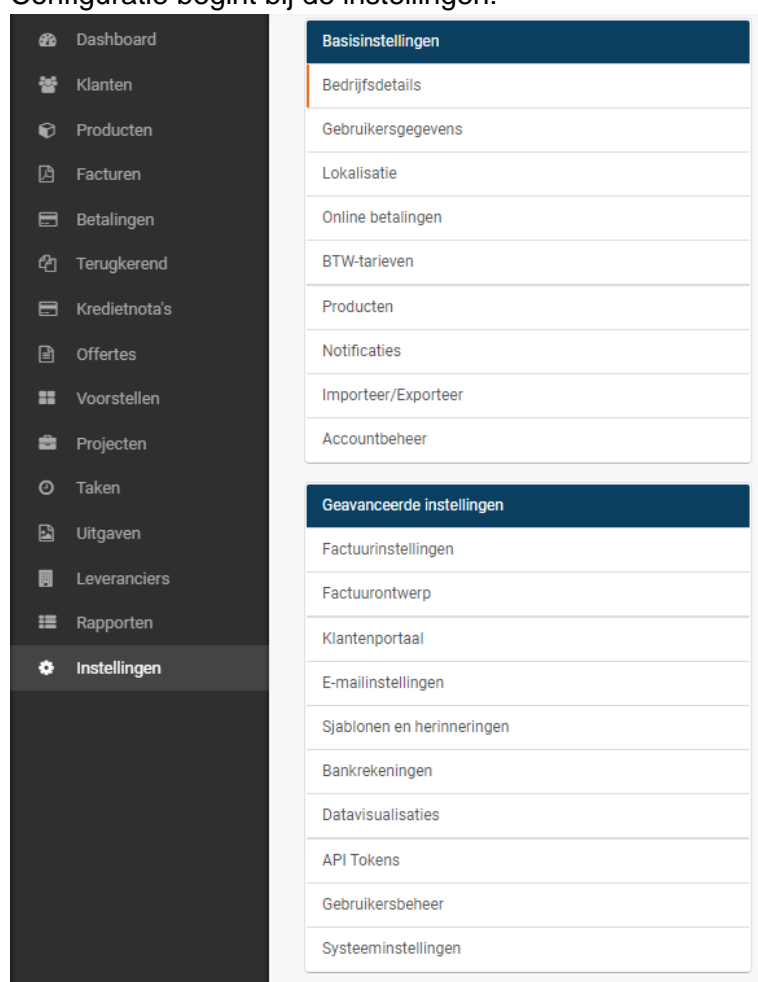 Configuratie begint bij de instellingen.
Dashboard
Klanten
Producten
Facturen
Betalingen
Terugkerend
Kredietnota's
Offertes
Voorstellen
Projecten
Taken
Uitgaven
Leveranciers
Rapporten
Instellingen
Basisinstellingen
Bedrijfsdetails
Gebruikersgegevens
Lokalisatie
Online betalingen
BTW-tarieven
Producten
Notificaties
Importeer/Exporteer
Accountbeheer
Geavanceerde instellingen
Factuurinstellingen
Factuurontwerp
Klantenportaal
E-mailinstellingen
Sjablonen en herinneringen
Bankrekeningen
Datavisualisaties
API Tokens
Gebruikersbeheer
Systeeminstellingen